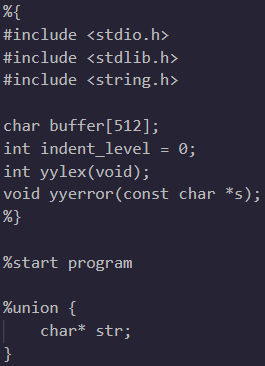 %{
#include <stdio.h>
#include <stdlib.h>
#include <string.h>

char buffer[512];
int indent_level = 0;
int yylex(void);
void yyerror(const char *s);
%}

%start program

%union {
    char* str;
}